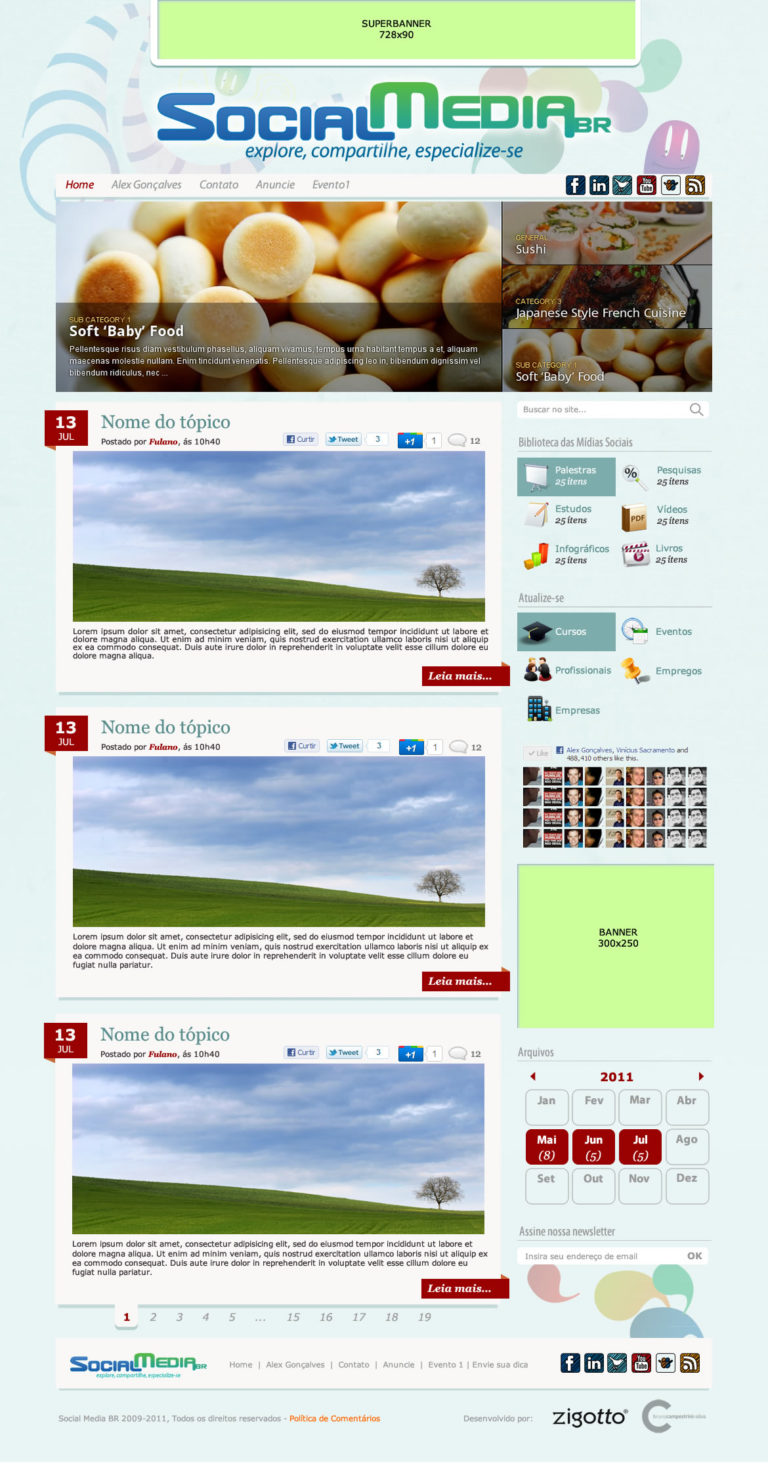 SUPERBANNER
728x90
SOCIALMEDIABR
explore, compartilhe, especialize-se
Home Alex Gonçalves Contato Anuncie Evento1
You Tube
SUB CATEGORY 1
Soft ‘Baby’ Food
Pellentesque risus diam vestibulum phasellus, aliquam vivamus, tempus urna habitant tempus a et, aliquam
maecenas molestie nullam. Enim tincidunt venenatis. Pellentesque adipiscing leo in, bibendum dignissim vel
bibendum ridiculus, nec ...
GENERAL
Sushi
CATEGORY 3
Japanese Style French Cuisine
SUB CATEGORY 1
Soft ‘Baby’ Food
13
JUL
Nome do tópico
Postado por Fulano, ás 10h40
Curtir Tweet 3 +1 1 12
Lorem ipsum dolor sit amet, consectetur adipisicing elit, sed do eiusmod tempor incididunt ut labore et
dolore magna aliqua. Ut enim ad minim veniam, quis nostrud exercitation ullamco laboris nisi ut aliquip
ex ea commodo consequat. Duis aute irure dolor in reprehenderit in voluptate velit esse cillum dolore eu
dolore magna aliqua.
Leia mais...
13
JUL
Nome do tópico
Postado por Fulano, ás 10h40
Curtir Tweet 3 +1 1 12
Lorem ipsum dolor sit amet, consectetur adipisicing elit, sed do eiusmod tempor incididunt ut labore et
dolore magna aliqua. Ut enim ad minim veniam, quis nostrud exercitation ullamco laboris nisi ut aliquip ex
ea commodo consequat. Duis aute irure dolor in reprehenderit in voluptate velit esse cillum dolore eu
fugiat nulla pariatur.
Leia mais...
13
JUL
Nome do tópico
Postado por Fulano, ás 10h40
Curtir Tweet 3 +1 1 12
Lorem ipsum dolor sit amet, consectetur adipisicing elit, sed do eiusmod tempor incididunt ut labore et
dolore magna aliqua. Ut enim ad minim veniam, quis nostrud exercitation ullamco laboris nisi ut aliquip ex
ea commodo consequat. Duis aute irure dolor in reprehenderit in voluptate velit esse cillum dolore eu
fugiat nulla pariatur.
Leia mais...
1 2 3 4 5 ... 15 16 17 18 19
Buscar no site...
Biblioteca das Mídias Sociais
Palestras
25 itens
Pesquisas
25 itens
Estudos
25 itens
PDF
Vídeos
25 itens
Infográficos
25 itens
Livros
25 itens
Atualize-se
Cursos
Eventos
Profissionais
Empregos
Empresas
Like
Alex Gonçalves, Vinícius Sacramento and
488,410 others like this.
BANNER
300x250
Arquivos
2011
Jan Fev Mar Abr
Mai Jun Jul Ago
(8) (5) (5)
Set Out Nov Dez
Assine nossa newsletter
Insira seu endereço de email OK
SOCIALMEDIABR
explore, compartilhe, especialize-se
Home | Alex Gonçalves | Contato | Anuncie | Evento 1 | Envie sua dica
You Tube
Social Media BR 2009-2011, Todos os direitos reservados - Política de Comentários
Desenvolvido por:
zigotto